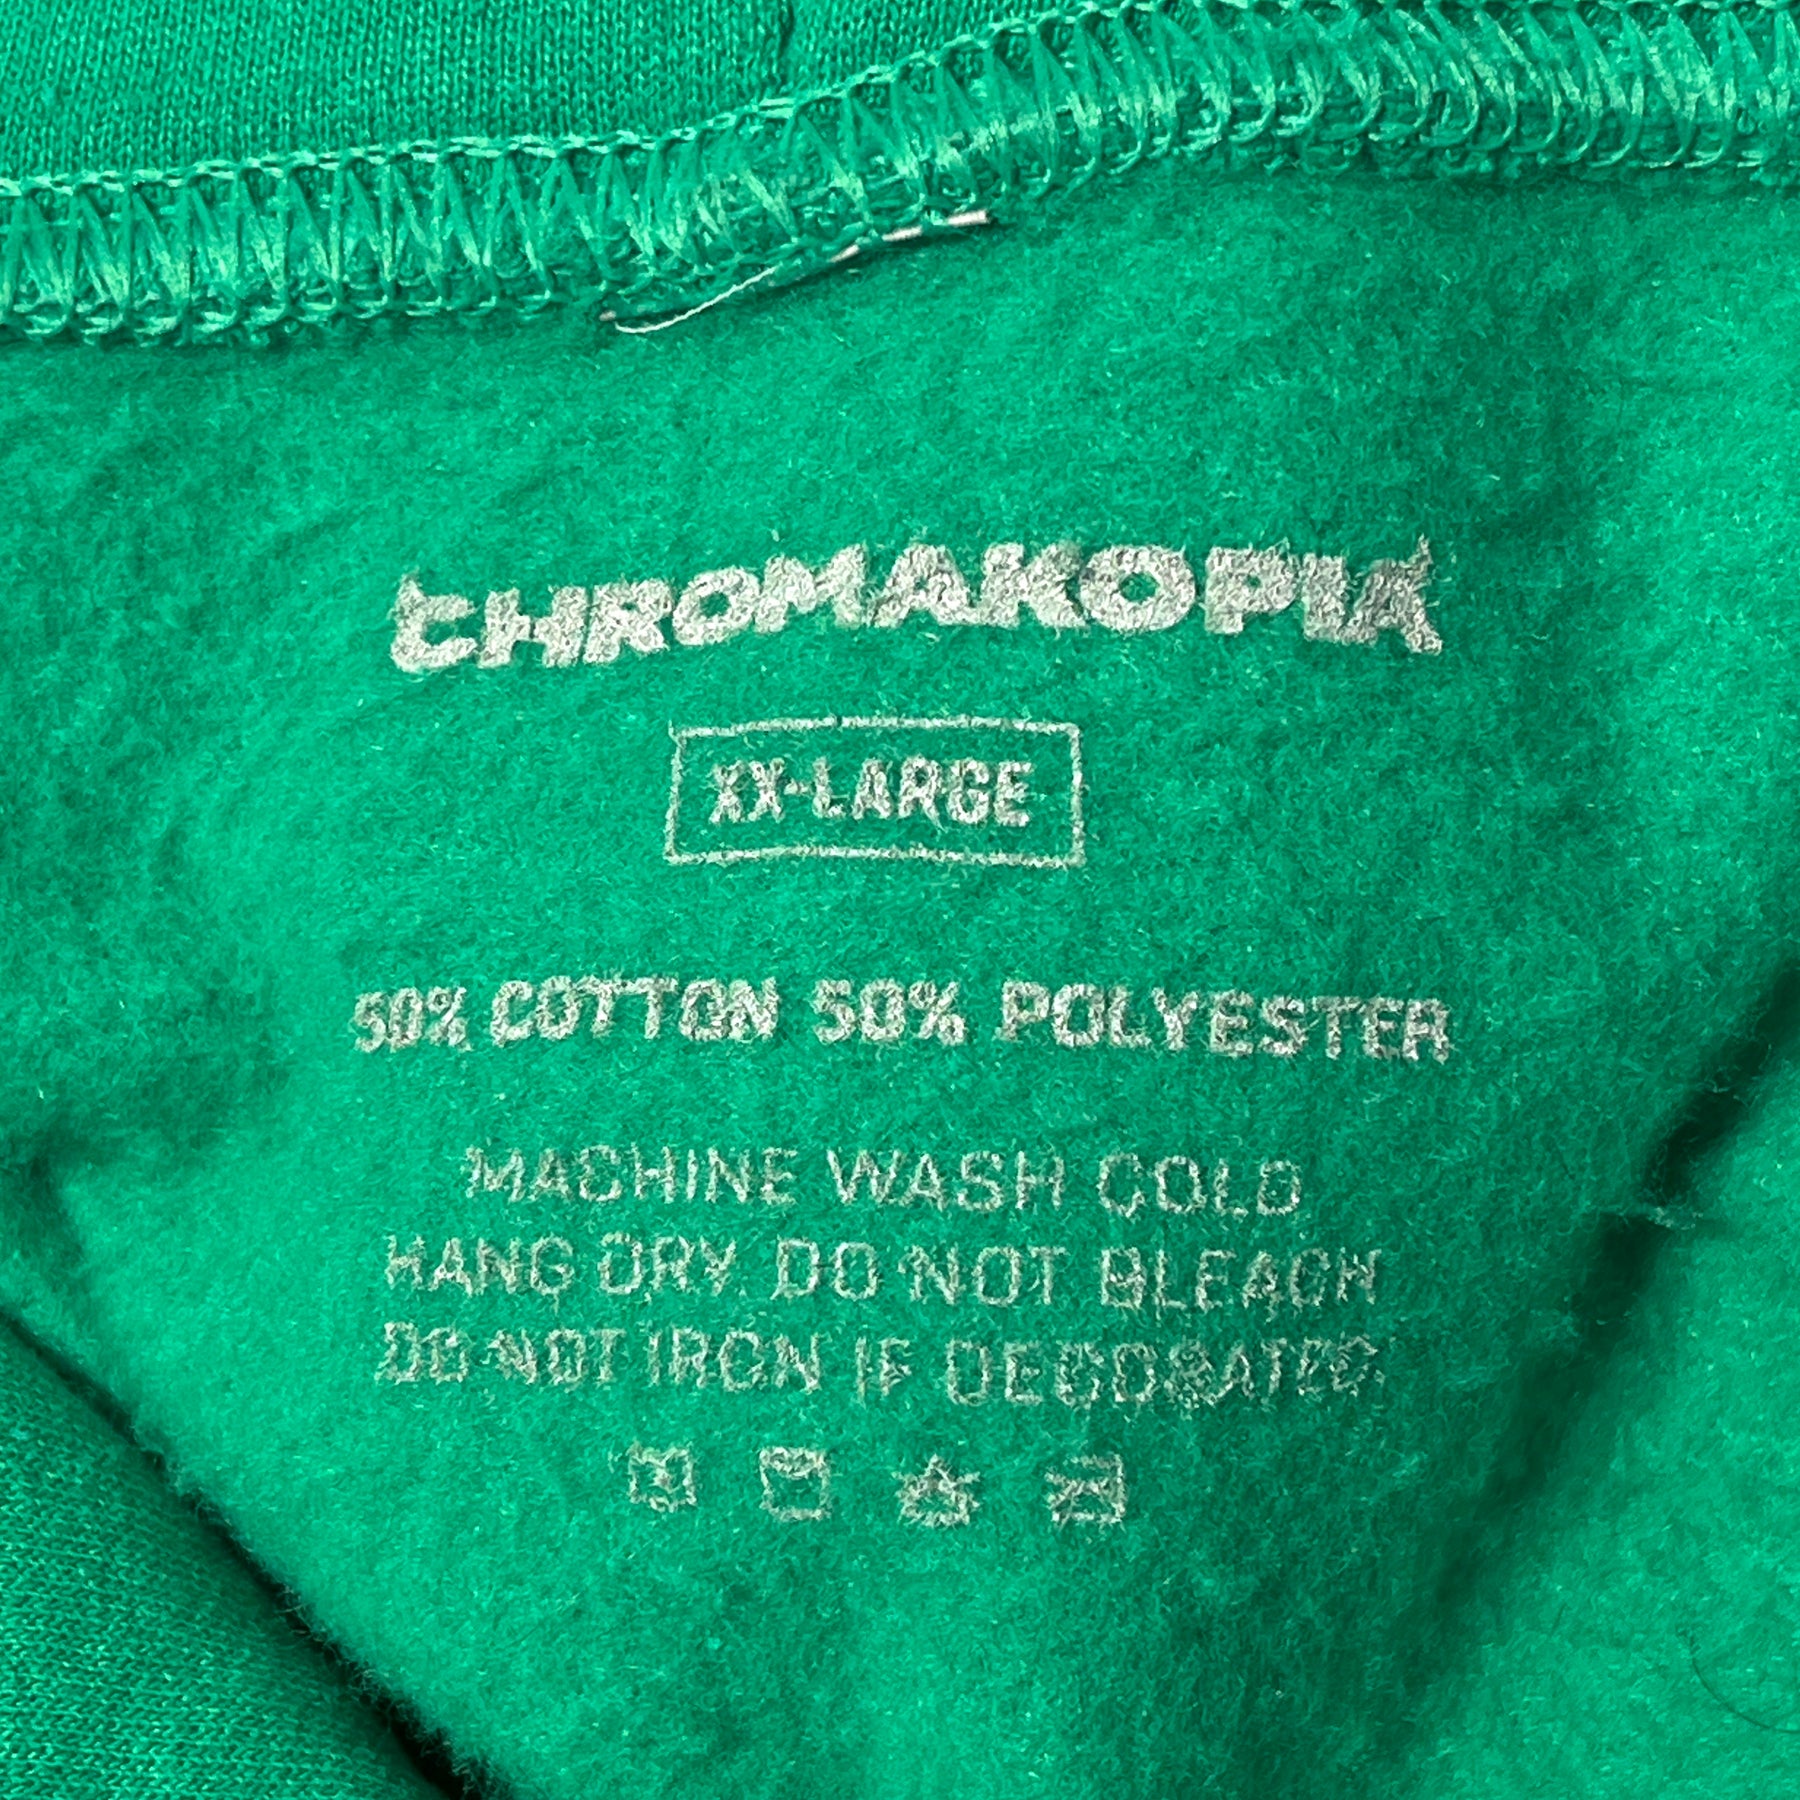 CHROMAKOPIA
XX-LARGE
50% COTTON 50% POLYESTER
MACHINE WASH COLD
HANG DRY. DO NOT BLEACH
DO NOT IRON IF DECORATED.